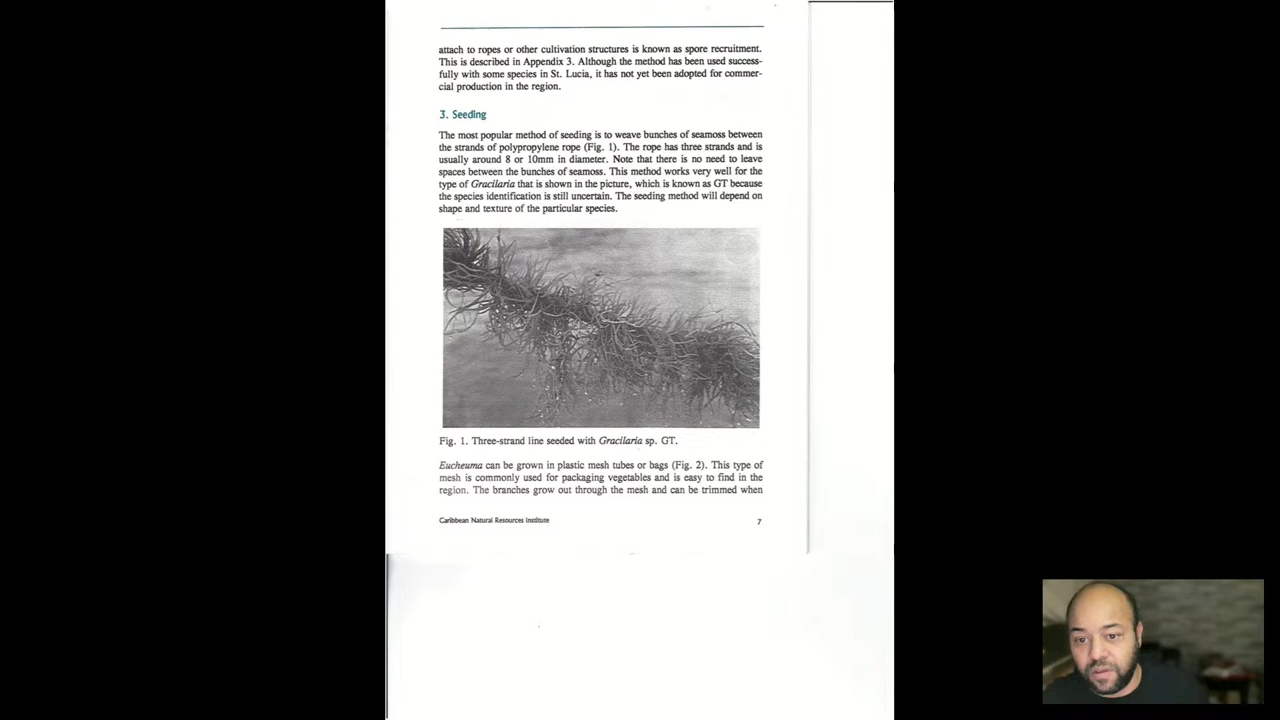 attach to ropes or other cultivation structures is known as spore recruitment.
This is described in Appendix 3. Although the method has been used success-
fully with some species in St. Lucia, it has not yet been adopted for commer-
cial production in the region.
3. Seeding
The most popular method of seeding is to weave bunches of seamoss between
the strands of polypropylene rope (Fig. 1). The rope has three strands and is
usually around 8 or 10mm in diameter. Note that there is no need to leave
spaces between the bunches of seamoss. This method works very well for the
type of Gracilaria that is shown in the picture, which is known as GT because
the species identification is still uncertain. The seeding method will depend on
shape and texture of the particular species.
Fig. 1. Three-strand line seeded with Gracilaria sp. GT.
Eucheuma can be grown in plastic mesh tubes or bags (Fig. 2). This type of
mesh is commonly used for packaging vegetables and is easy to find in the
region. The branches grow out through the mesh and can be trimmed when
Caribbean Natural Resources Institute
7